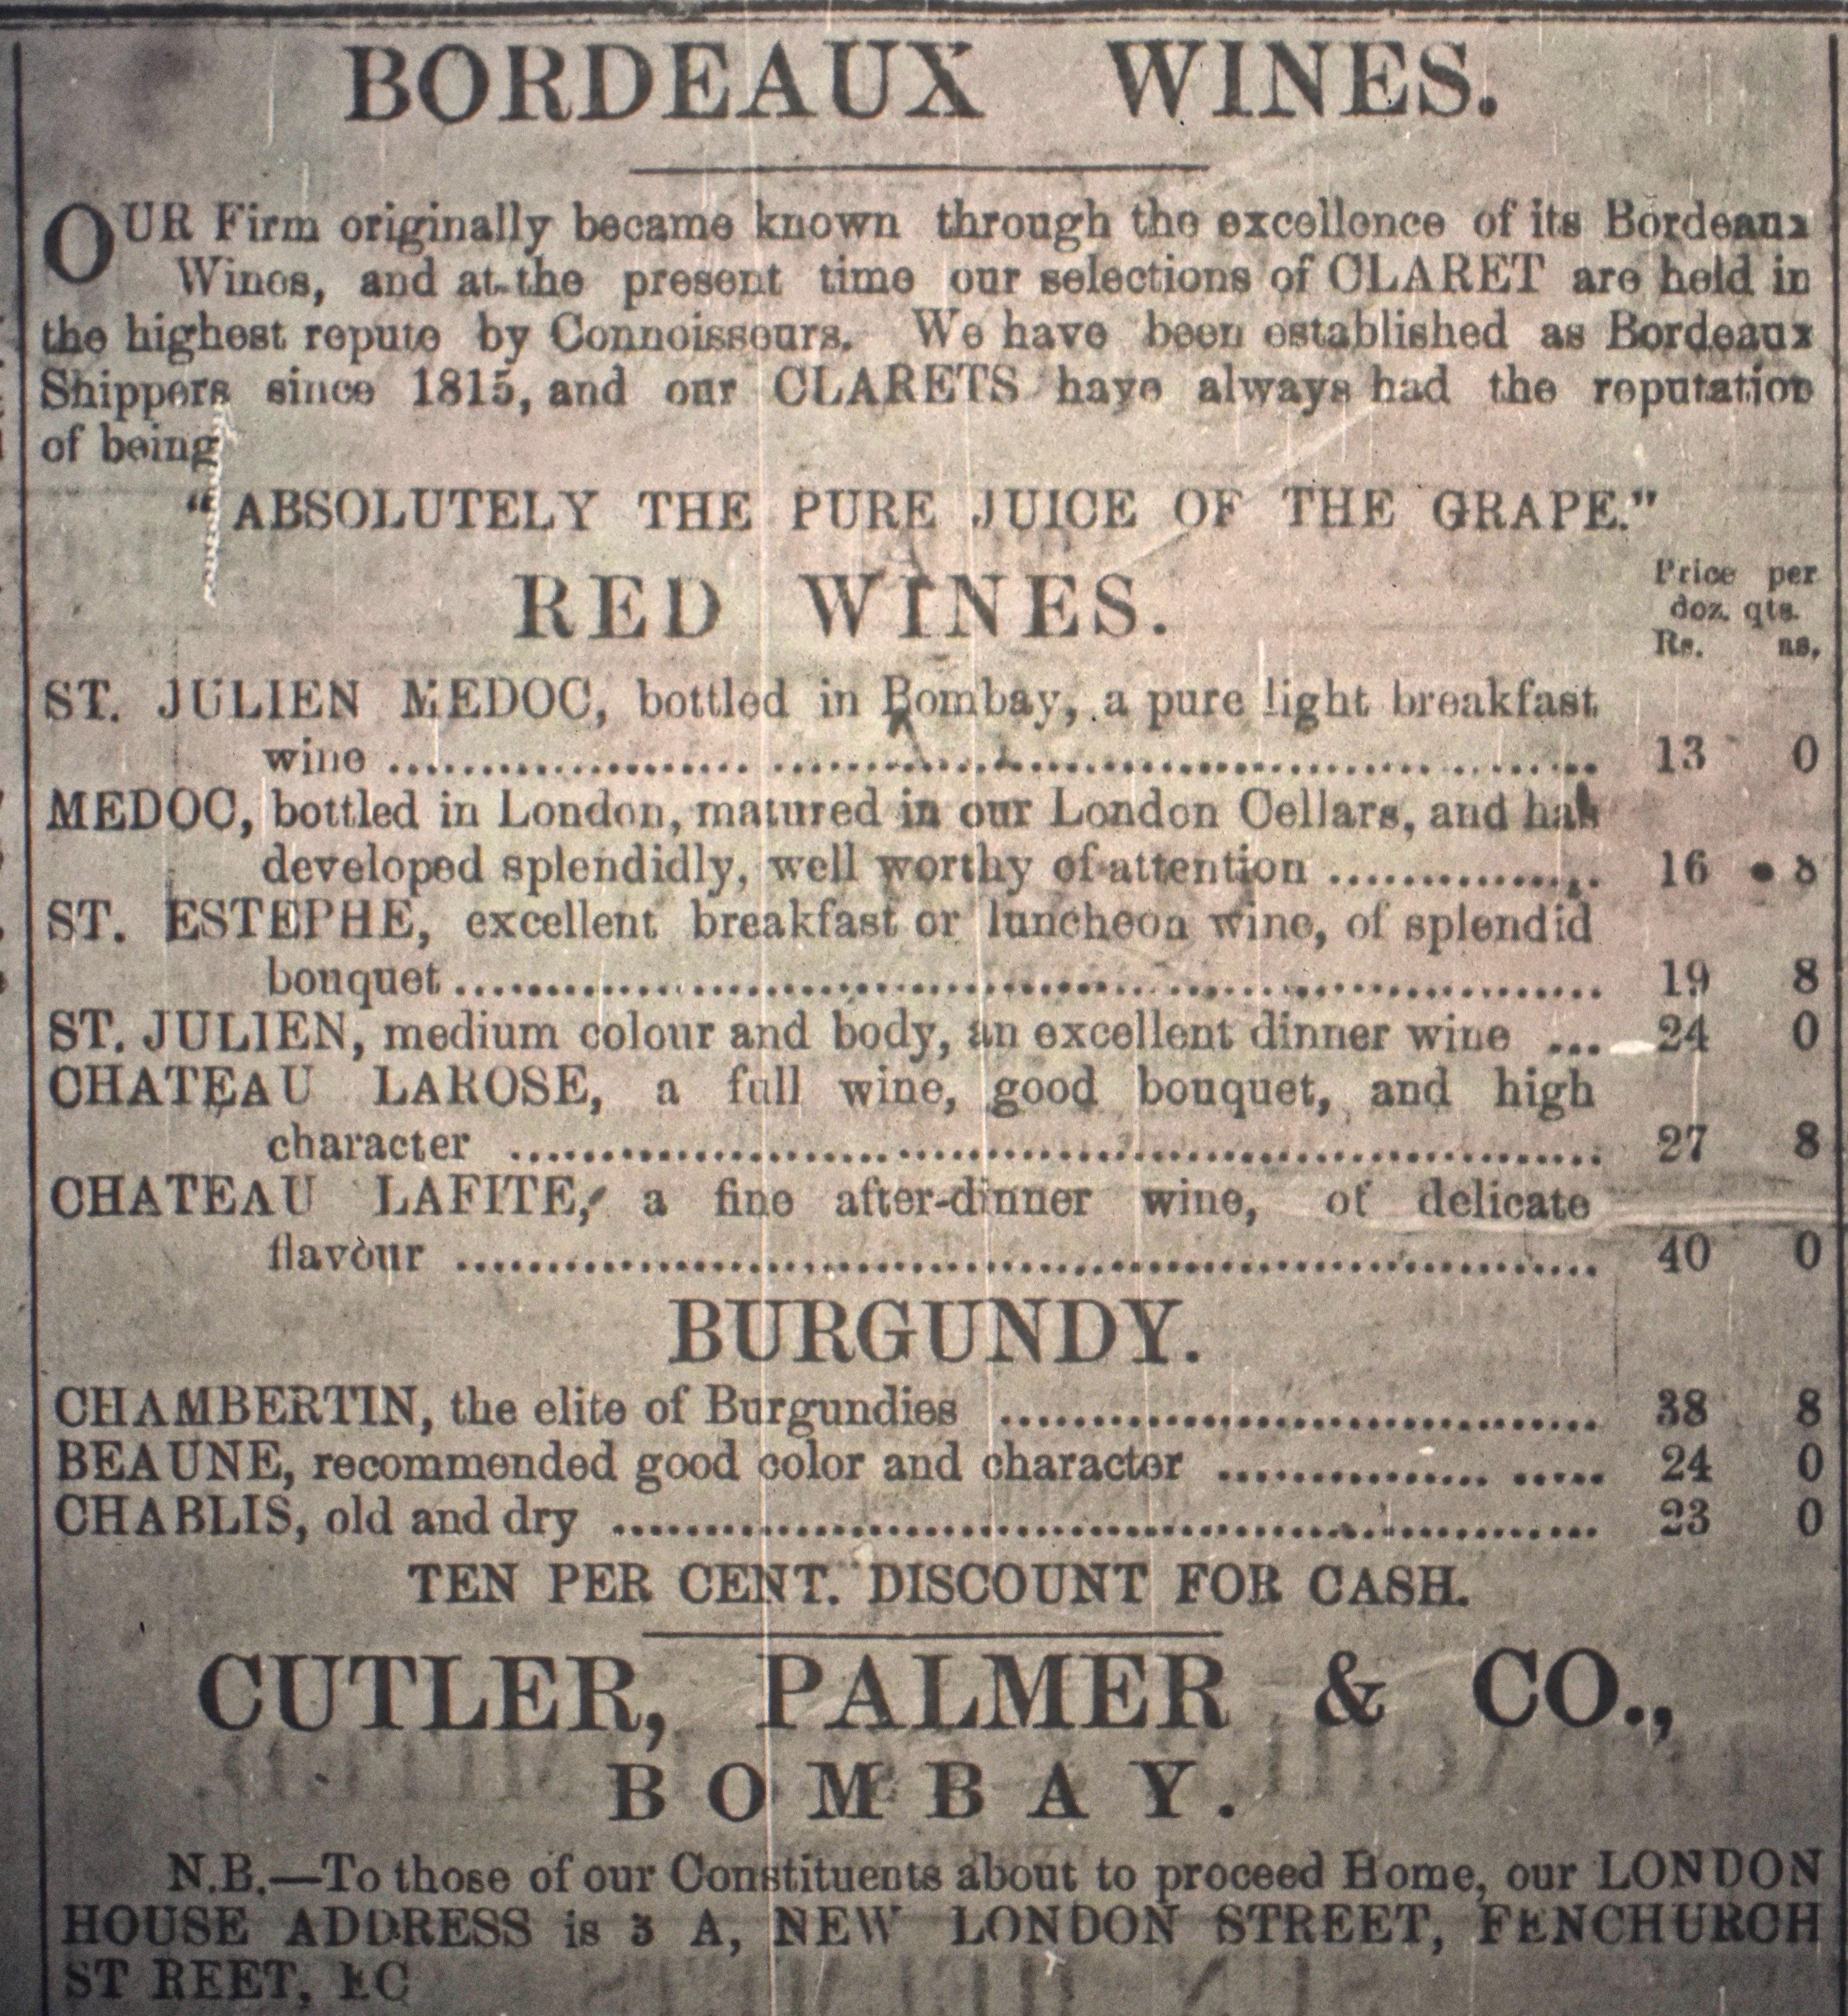 BORDEAUX WINES.
OUR Firm originally became known through the excellence of its Bordeaux
Wines, and at the present time our selections of CLARET are held in
the highest repute by Connoisseurs. We have been established as Bordeaux
Shippers since 1815, and our CLARETS have always had the reputation
of being
"ABSOLUTELY THE PURE JUICE OF THE GRAPE."
Price per
doz. qts.
RED WINES.
Rs. as.
ST. JULIEN MEDOC, bottled in Bombay, a pure light breakfast
wine ........................................ 13 0
MEDOC, bottled in London, matured in our London Cellars, and has
developed splendidly, well worthy of attention ............... 16 8
ST. ESTEPHE, excellent breakfast or luncheon wine, of splendid
bouquet ........................................ 19 8
ST. JULIEN, medium colour and body, an excellent dinner wine ... 24 0
CHATEAU LAROSE, a full wine, good bouquet, and high
character ........................................ 27 8
CHATEAU LAFITE, a fine after-dinner wine, of delicate
flavour ........................................ 40 0
BURGUNDY.
CHAMBERTIN, the elite of Burgundies .............................. 38 8
BEAUNE, recommended good color and character .................... 24 0
CHABLIS, old and dry ........................................ 23 0
TEN PER CENT. DISCOUNT FOR CASH.
CUTLER, PALMER & CO.,
BOMBAY.
N.B.—To those of our Constituents about to proceed Home, our LONDON
HOUSE ADDRESS is 3 A, NEW LONDON STREET, FENCHURCH
ST REET, EC